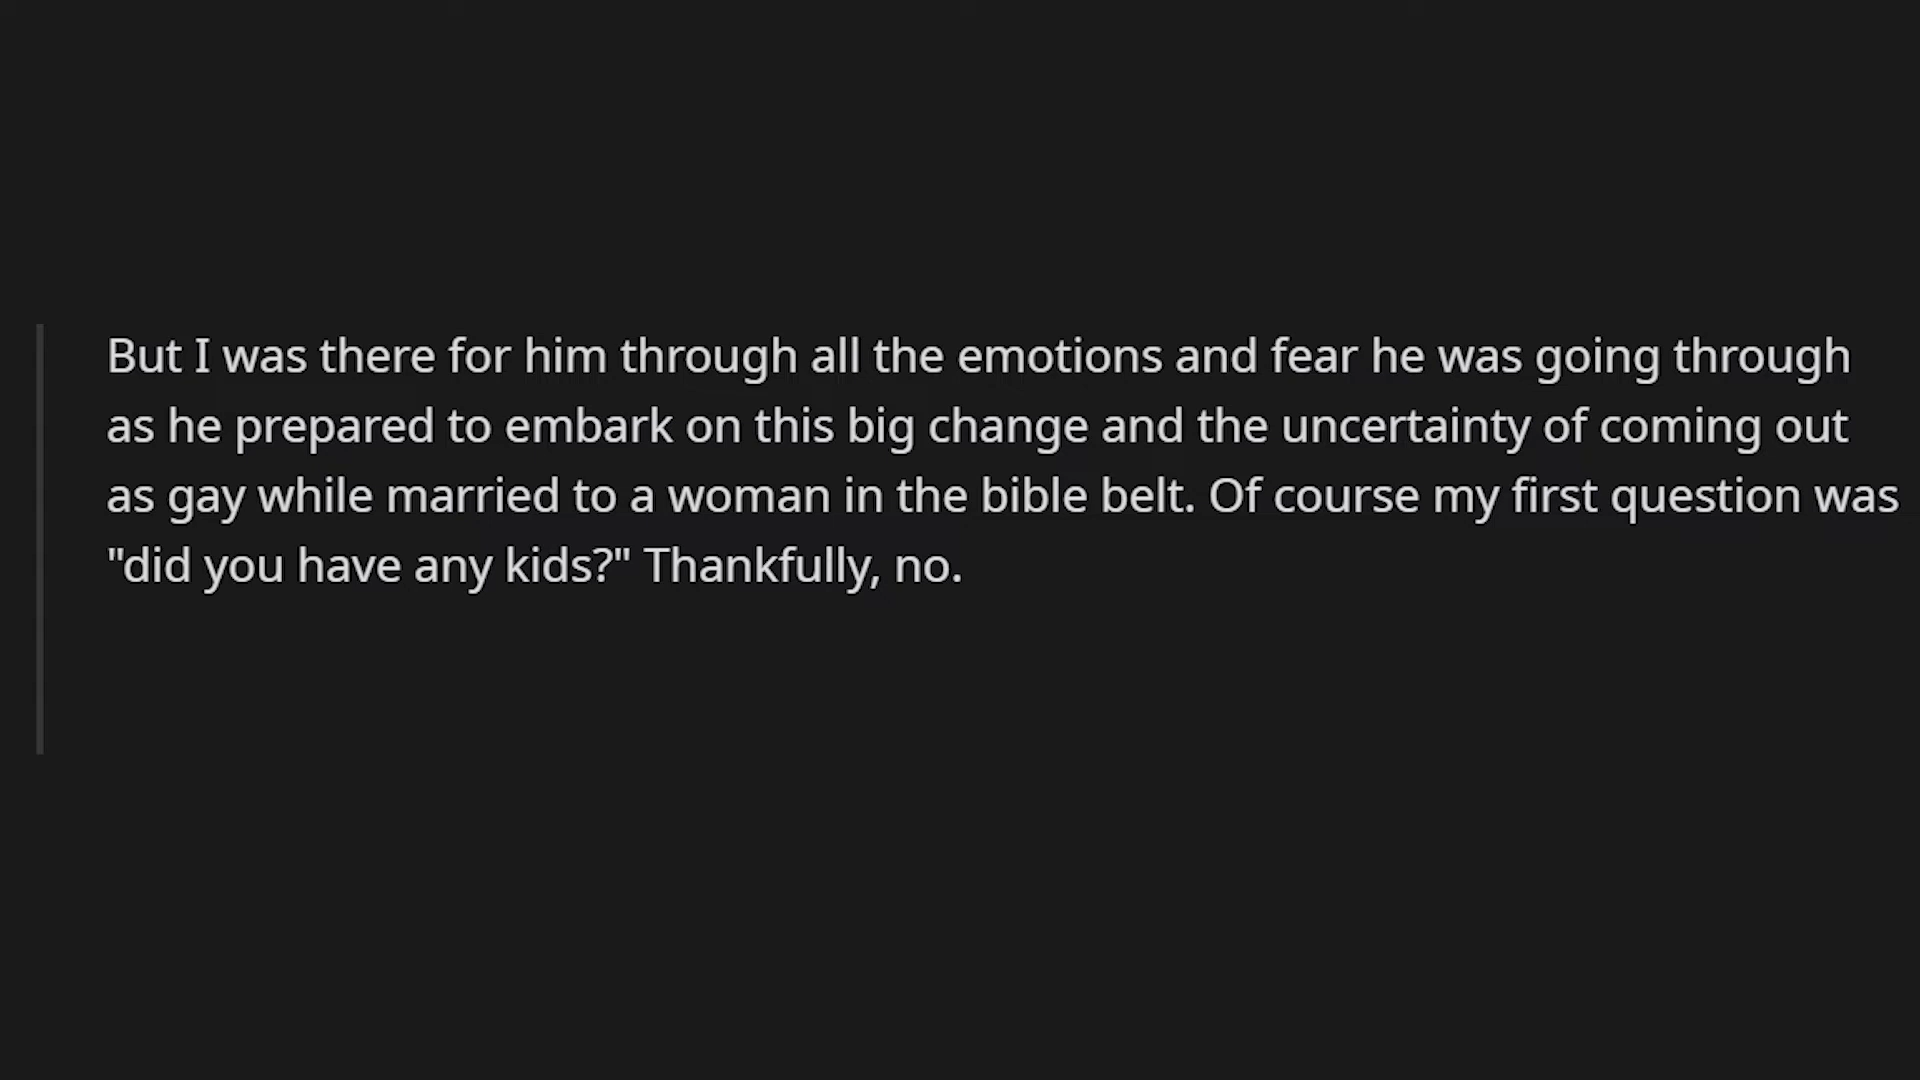 But I was there for him through all the emotions and fear he was going through
as he prepared to embark on this big change and the uncertainty of coming out
as gay while married to a woman in the bible belt. Of course my first question was
"did you have any kids?" Thankfully, no.